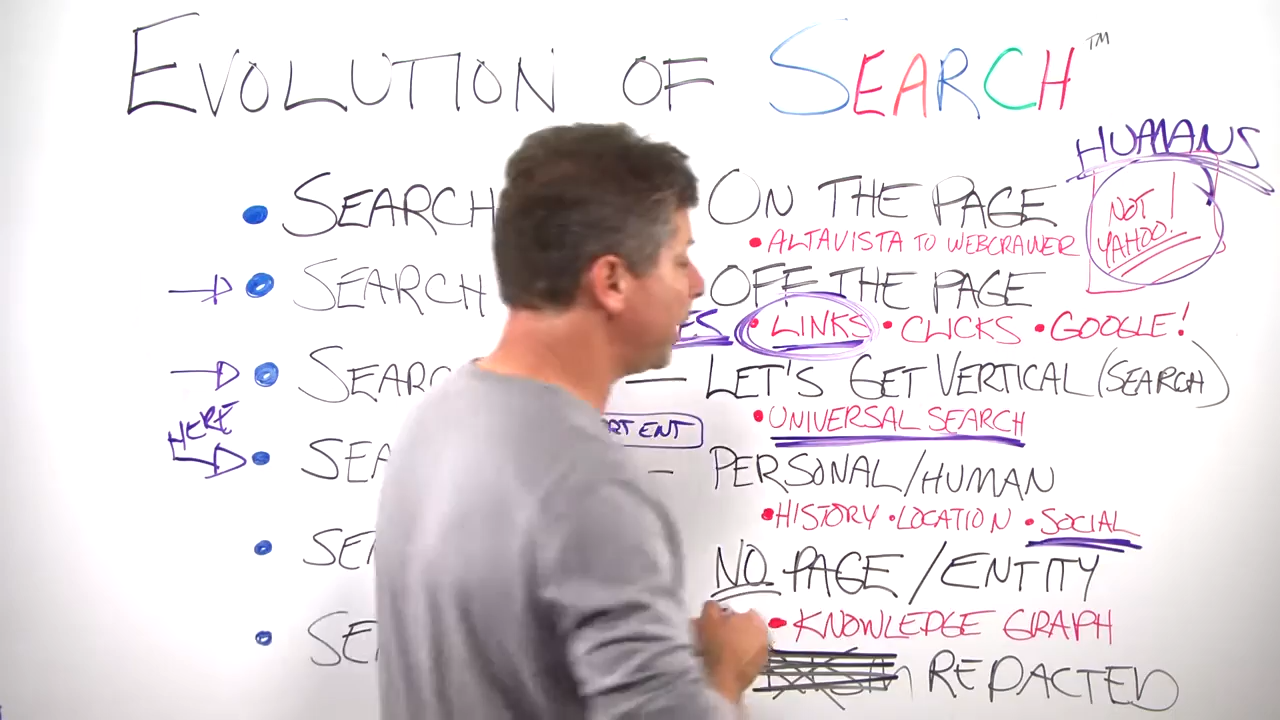 EVOLUTION OF SEARCH™
HUMANS
SEARCH ON THE PAGE
NOT YAHOO!
• ALTAVISTA TO WEBCRAWER
SEARCH OFF THE PAGE
• LINKS • CLICKS • GOOGLE!
— LET'S GET VERTICAL (SEARCH)
• UNIVERSAL SEARCH
HERE
— PERSONAL/HUMAN
• HISTORY • LOCATION • SOCIAL
NO PAGE/ENTITY
• KNOWLEDGE GRAPH
REDACTED